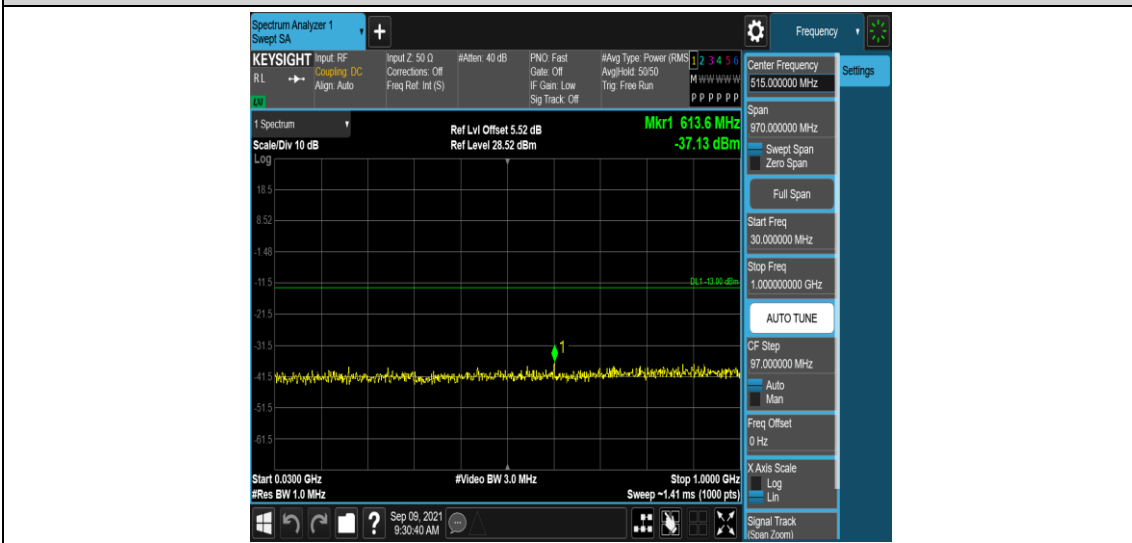 Spectrum Analyzer 1
Swept SA
Frequency
KEYSIGHT
RL
Input: RF
Coupling: DC
Align: Auto
Input Z: 50 Ω
Corrections: Off
Freq Ref: Int (S)
#Atten: 40 dB
PNO: Fast
Gate: Off
IF Gain: Low
Sig Track: Off
#Avg Type: Power (RMS
Avg|Hold: 50/50
Trig: Free Run
1 2 3 4 5 6
M W W W W W
P P P P P P
Center Frequency
515.000000 MHz
Settings
Span
970.000000 MHz
Swept Span
Zero Span
Full Span
Start Freq
30.000000 MHz
Stop Freq
1.000000000 GHz
AUTO TUNE
CF Step
97.000000 MHz
Auto
Man
Freq Offset
0 Hz
X Axis Scale
Log
Lin
Signal Track
(Span Zoom)
1 Spectrum
Scale/Div 10 dB
Log
Ref Lvl Offset 5.52 dB
Ref Level 28.52 dBm
Mkr1 613.6 MHz
-37.13 dBm
18.5
8.52
-1.48
-11.5
DL1 -13.00 dBm
-21.5
-31.5
1
-41.5
-51.5
-61.5
Start 0.0300 GHz
#Res BW 1.0 MHz
#Video BW 3.0 MHz
Stop 1.0000 GHz
Sweep ~1.41 ms (1000 pts)
?
Sep 09, 2021
9:30:40 AM